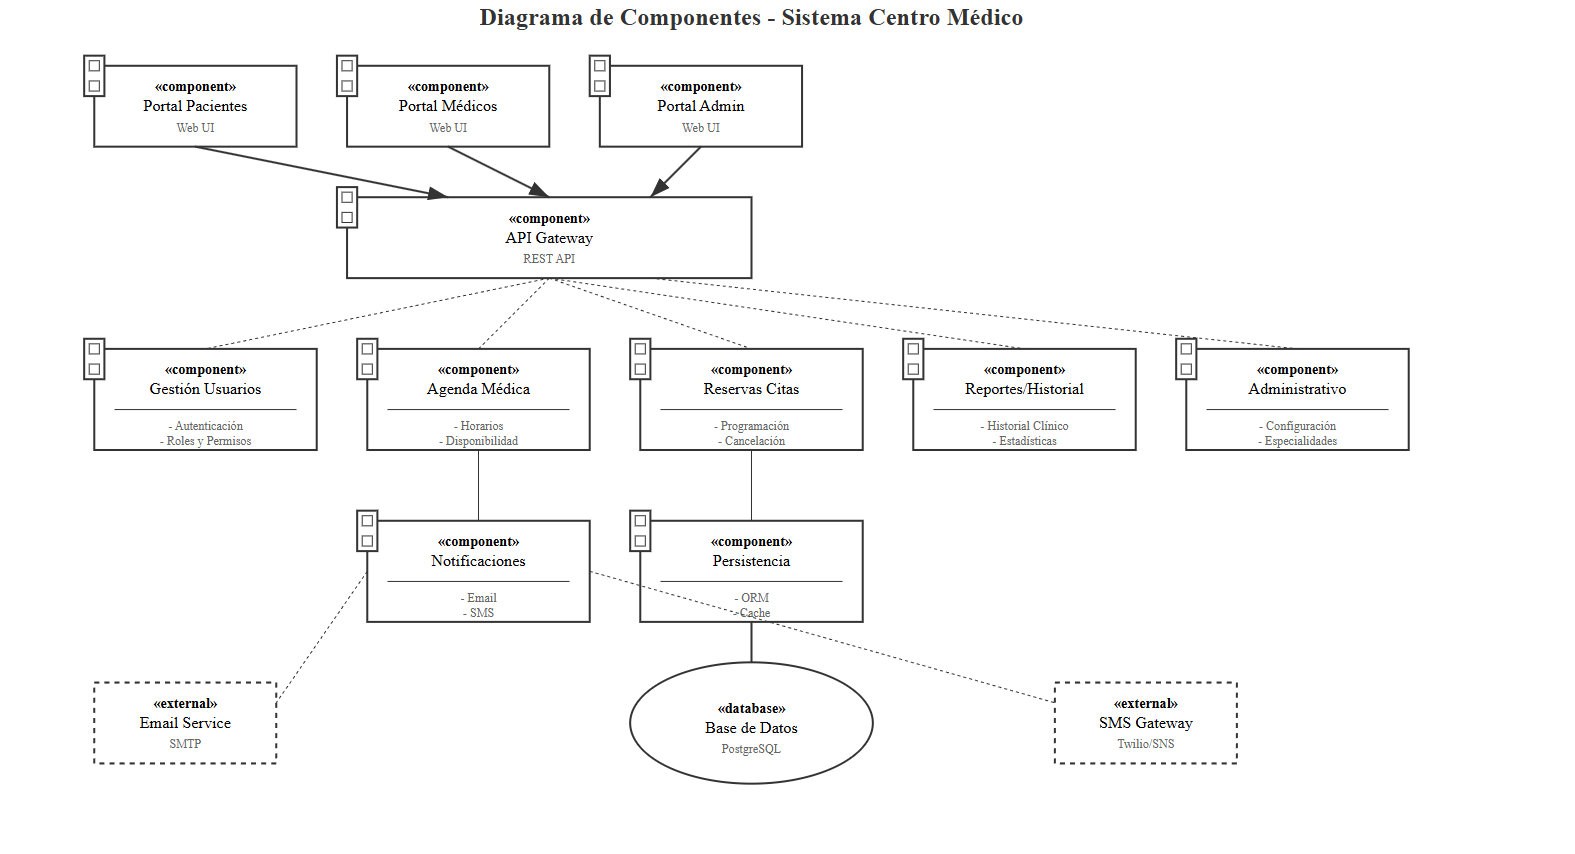 Diagrama de Componentes - Sistema Centro Médico
«component»
Portal Pacientes
Web UI
«component»
Portal Médicos
Web UI
«component»
Portal Admin
Web UI
«component»
API Gateway
REST API
«component»
Gestión Usuarios
- Autenticación
- Roles y Permisos
«component»
Agenda Médica
- Horarios
- Disponibilidad
«component»
Reservas Citas
- Programación
- Cancelación
«component»
Reportes/Historial
- Historial Clínico
- Estadísticas
«component»
Administrativo
- Configuración
- Especialidades
«component»
Notificaciones
- Email
- SMS
«component»
Persistencia
- ORM
- Cache
«external»
Email Service
SMTP
«database»
Base de Datos
PostgreSQL
«external»
SMS Gateway
Twilio/SNS